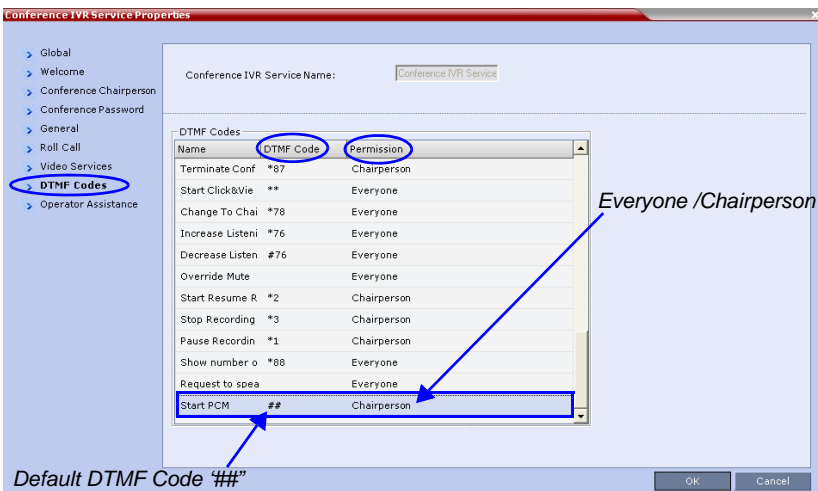 Conference IVR Service Properties
Global
Welcome
Conference Chairperson
Conference Password
General
Roll Call
Video Services
DTMF Codes
Operator Assistance
Conference IVR Service Name: Conference IVR Service
DTMF Codes
Name DTMF Code Permission
Terminate Conf *87 Chairperson
Start Click&Vie ** Everyone
Change To Chai *78 Everyone
Increase Listeni *76 Everyone
Decrease Listen #76 Everyone
Override Mute Everyone
Start Resume R *2 Chairperson
Stop Recording *3 Chairperson
Pause Recordin *1 Chairperson
Show number o *88 Everyone
Request to spea Everyone
Start PCM ## Chairperson
Everyone /Chairperson
Default DTMF Code ‘##”
OK Cancel